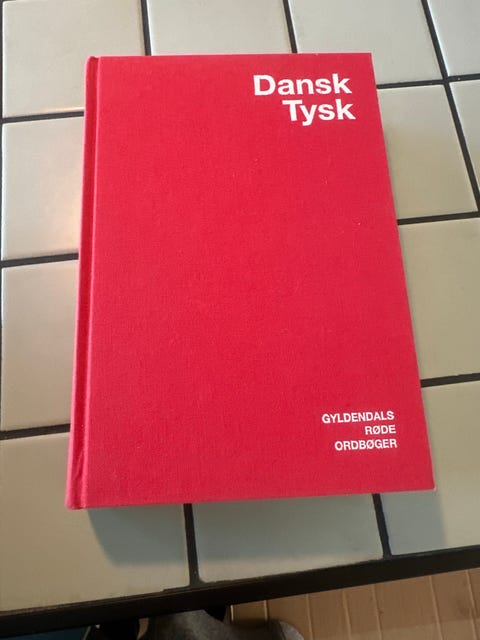 Dansk
Tysk
GYLDENDALS
RØDE
ORDBØGER